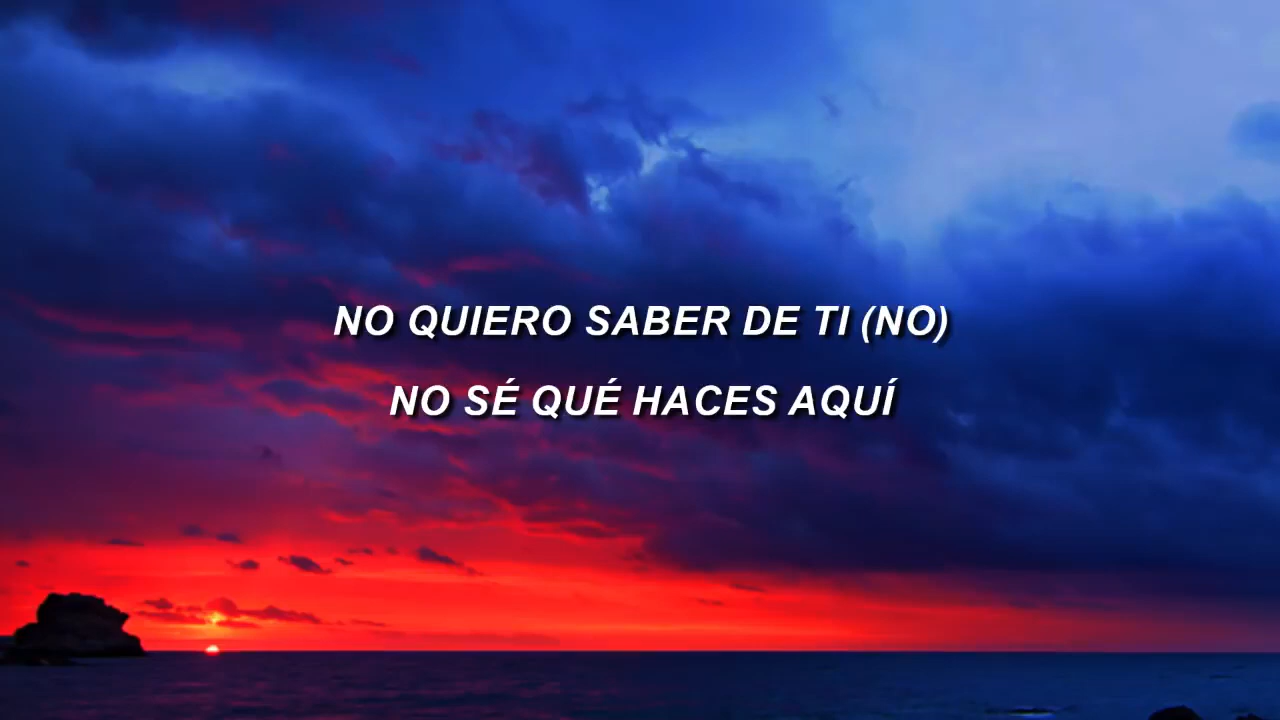 NO QUIERO SABER DE TI (NO)
NO SÉ QUÉ HACES AQUÍ